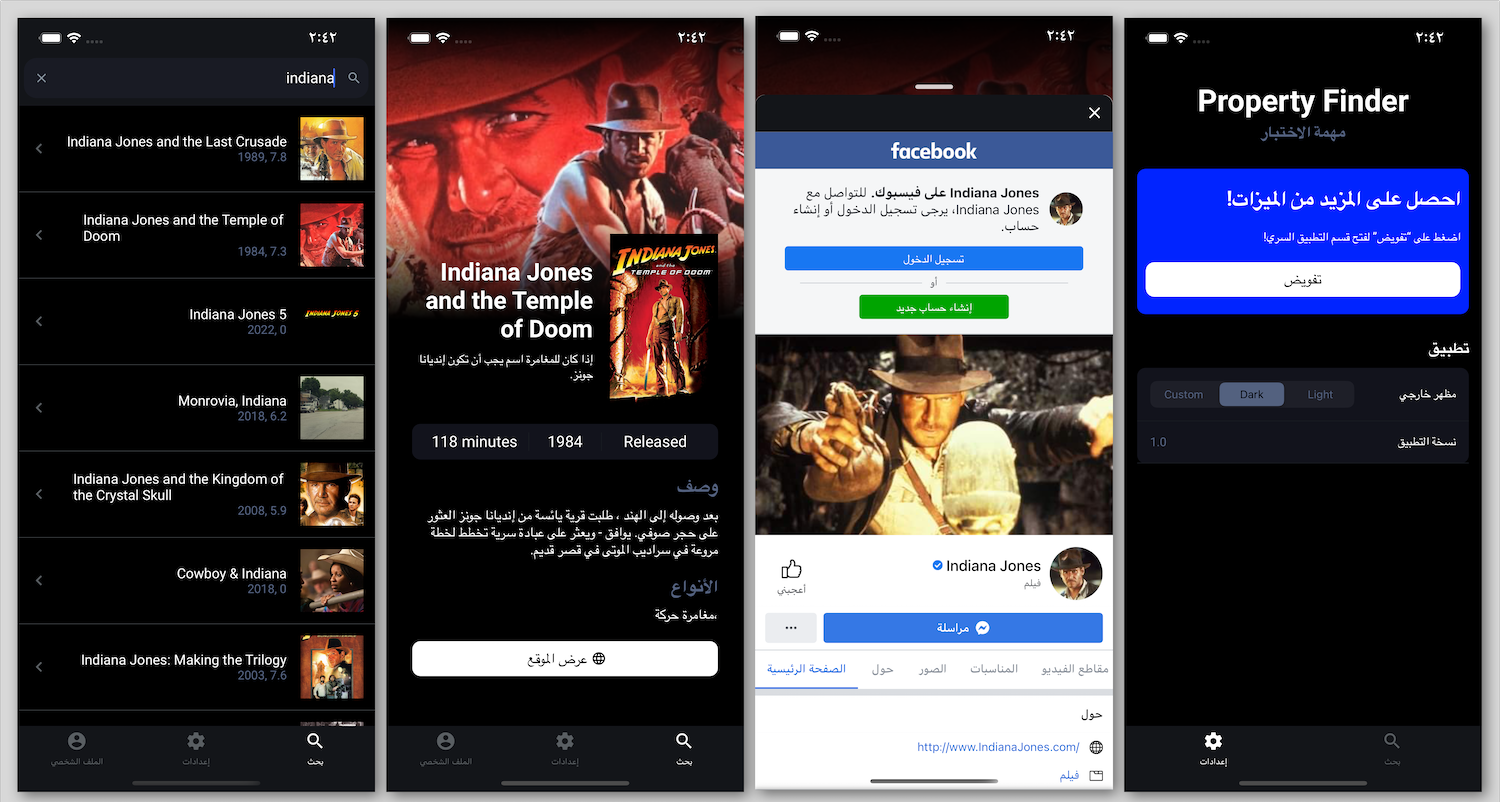 ٢:٤٢
indiana
Indiana Jones and the Last Crusade
1989, 7.8
Indiana Jones and the Temple of
Doom
1984, 7.3
Indiana Jones 5
2022, 0
INDIANA JONES 5
Monrovia, Indiana
2018, 6.2
Indiana Jones and the Kingdom of
the Crystal Skull
2008, 5.9
Cowboy & Indiana
2018, 0
Indiana Jones: Making the Trilogy
2003, 7.6
بحث
إعدادات
الملف الشخصي
٢:٤٢
INDIANA JONES
and the
TEMPLE OF DOOM
Indiana Jones
and the Temple
of Doom
إذا كان للمغامرة اسم يجب أن تكون إنديانا
جونز.
118 minutes
1984
Released
وصف
بعد وصوله إلى الهند ، طلبت قرية يائسة من إنديانا جونز العثور
على حجر صوفي. يوافق - ويعثر على عبادة سرية تخطط لخطة
مروعة في سراديب الموتى في قصر قديم.
الأنواع
مغامرة حركة،
عرض الموقع
بحث
إعدادات
الملف الشخصي
٢:٤٢
facebook
Indiana Jones على فيسبوك. للتواصل مع
Indiana Jones، يرجى تسجيل الدخول أو إنشاء
حساب.
تسجيل الدخول
أو
إنشاء حساب جديد
Indiana Jones
فيلم
أعجبني
مراسلة
الصفحة الرئيسية
حول
الصور
المناسبات
مقاطع الفيديو
حول
http://www.IndianaJones.com/
فيلم
٢:٤٢
Property Finder
مهمة الاختبار
احصل على المزيد من الميزات!
اضغط على "تفويض" لفتح قسم التطبيق السري!
تفويض
تطبيق
مظهر خارجي
Custom
Dark
Light
نسخة التطبيق
1.0
بحث
إعدادات